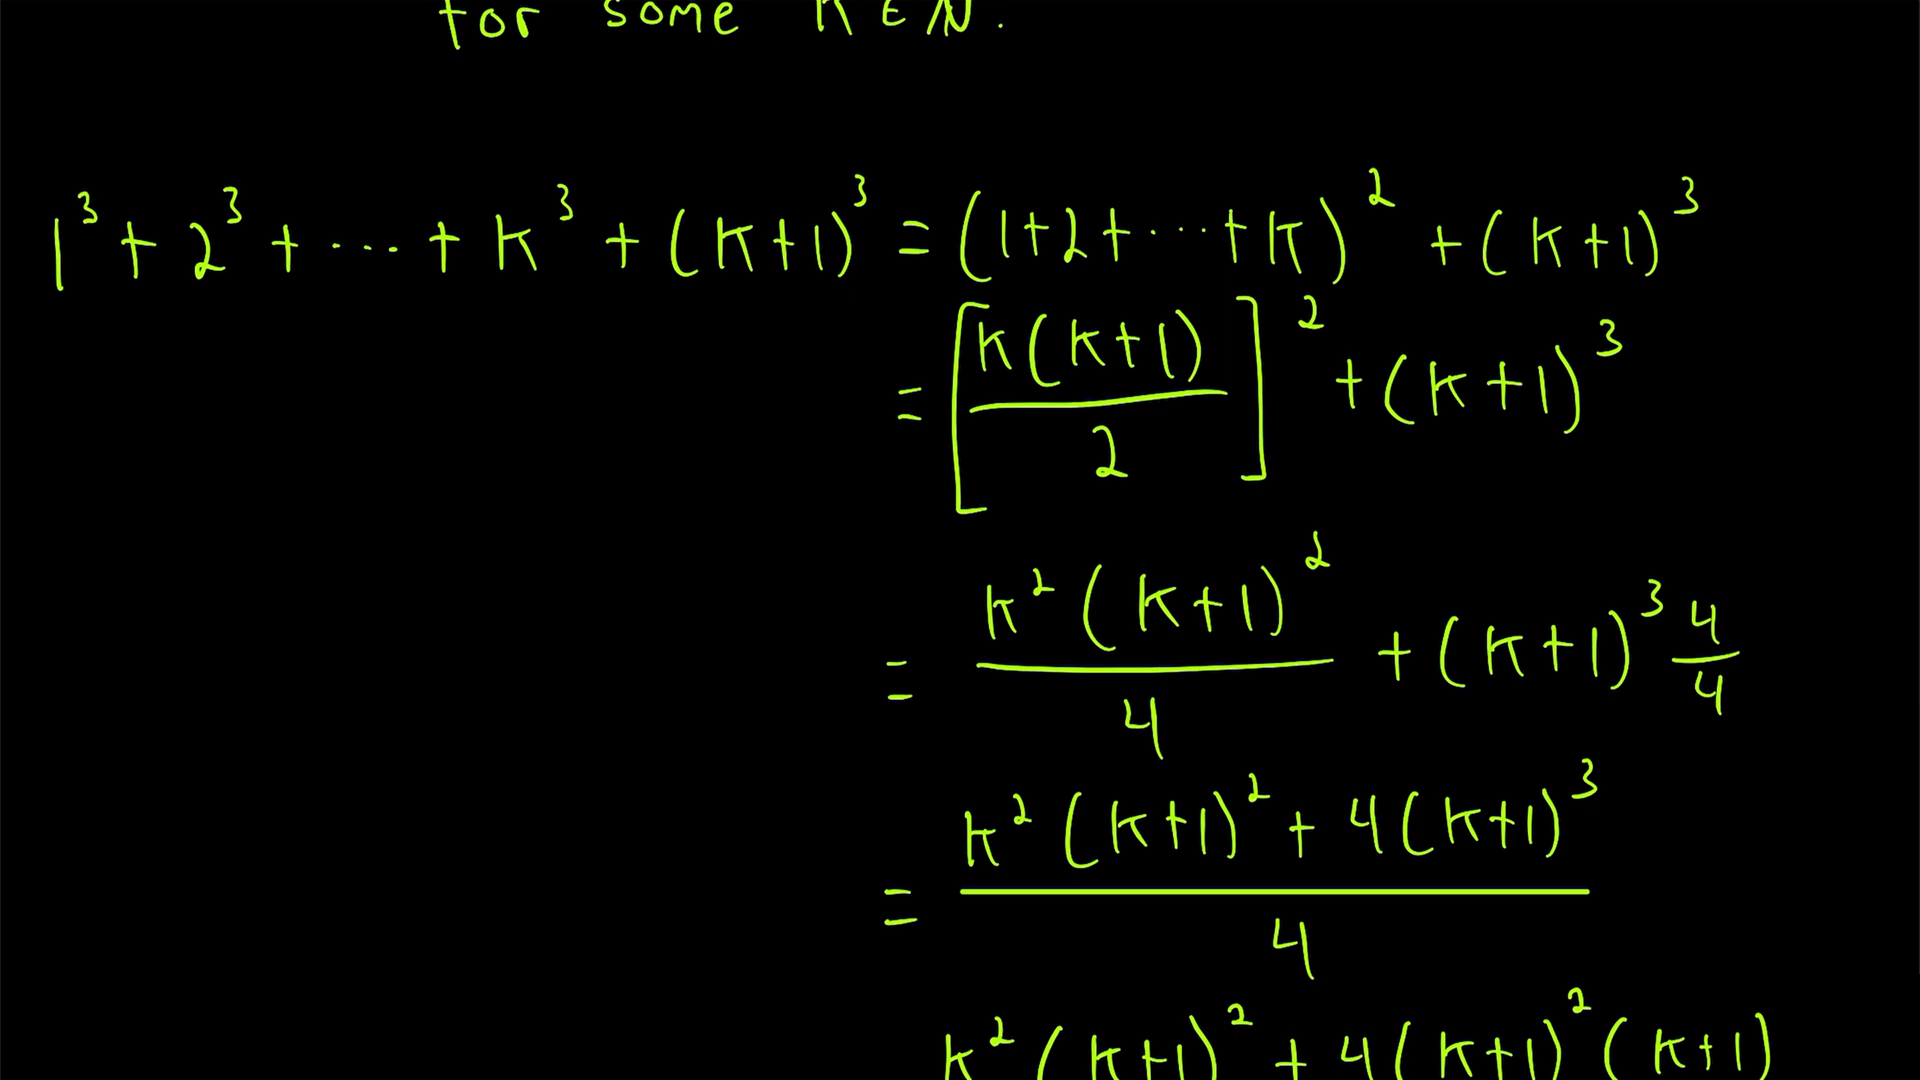 for some K ∈ ℕ.
1³ + 2³ + ··· + K³ + (K+1)³ = (1+2+···+K)² + (K+1)³
= [K(K+1)/2]² + (K+1)³
= K²(K+1)²/4 + (K+1)³ 4/4
= (K²(K+1)² + 4(K+1)³)/4
K²(K+1)² + 4(K+1)²(K+1)